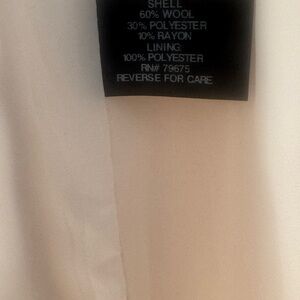 SHELL
60% WOOL
30% POLYESTER
10% RAYON
LINING:
100% POLYESTER
RN# 79675
REVERSE FOR CARE